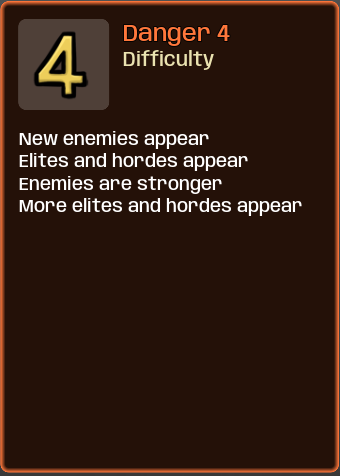 4
Danger 4
Difficulty
New enemies appear
Elites and hordes appear
Enemies are stronger
More elites and hordes appear